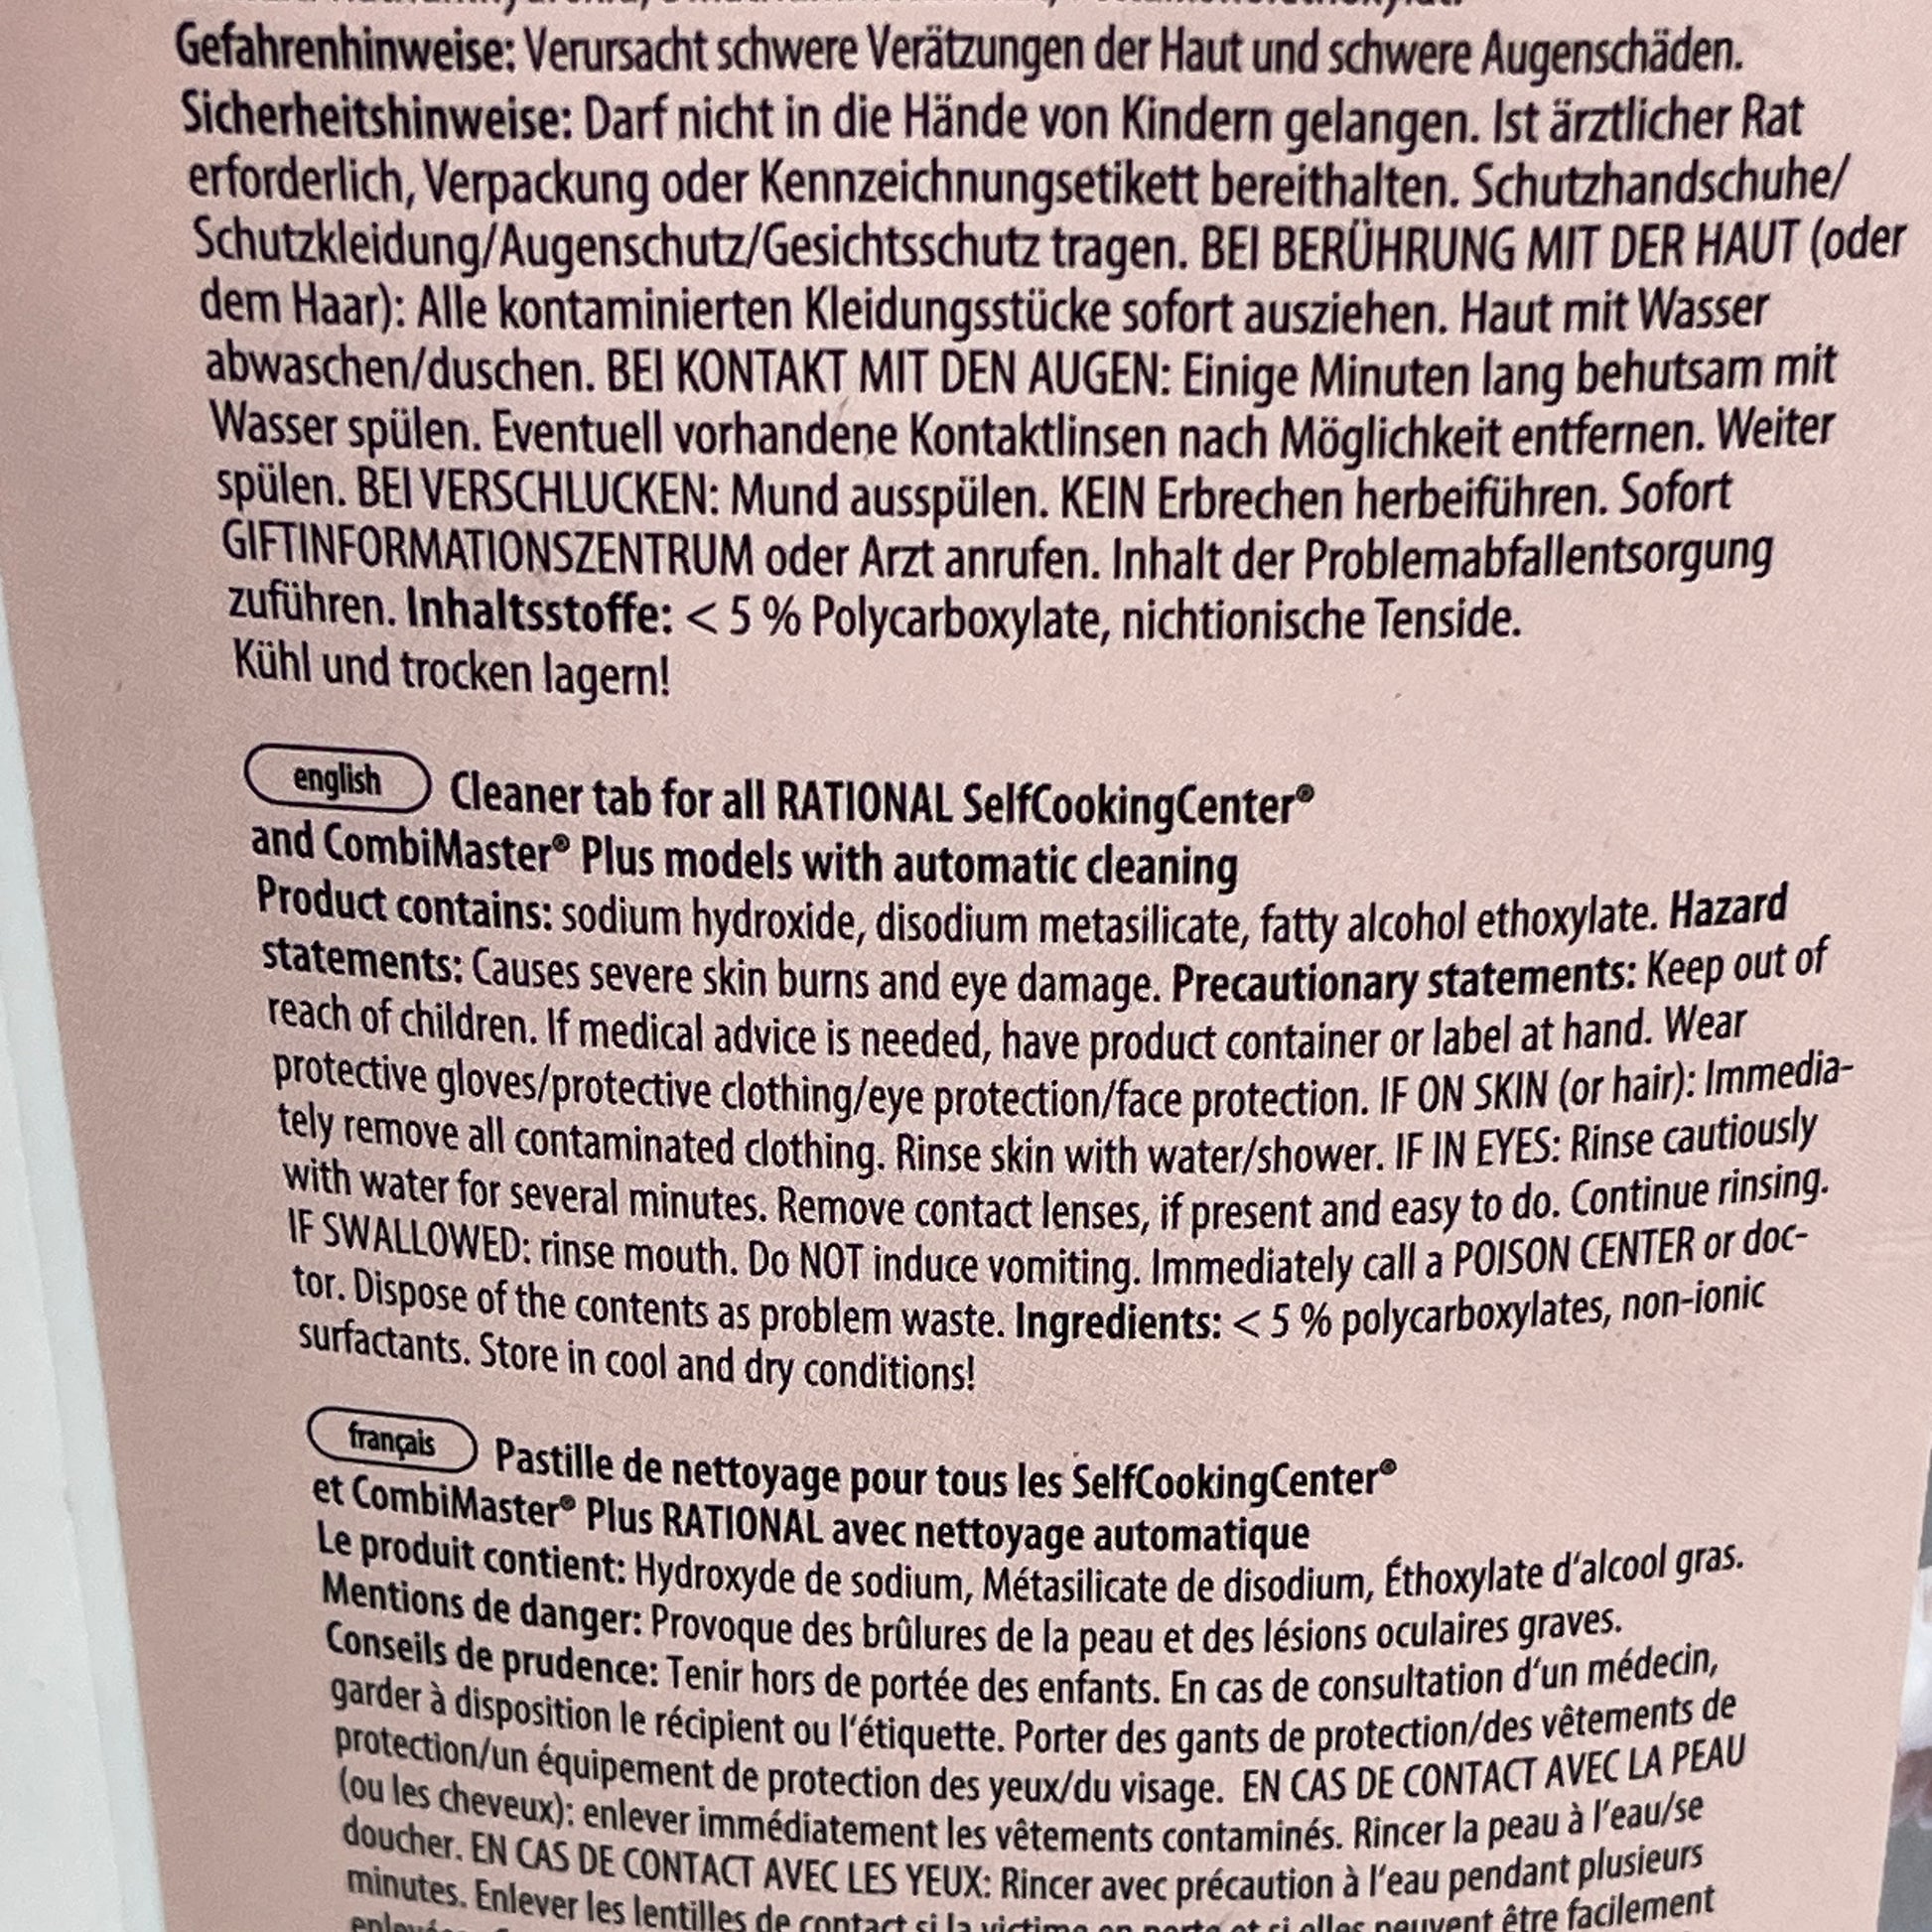 Gefahrenhinweise: Verursacht schwere Verätzungen der Haut und schwere Augenschäden.
Sicherheitshinweise: Darf nicht in die Hände von Kindern gelangen. Ist ärztlicher Rat
erforderlich, Verpackung oder Kennzeichnungsetikett bereithalten. Schutzhandschuhe/
Schutzkleidung/Augenschutz/Gesichtsschutz tragen. BEI BERÜHRUNG MIT DER HAUT (oder
dem Haar): Alle kontaminierten Kleidungsstücke sofort ausziehen. Haut mit Wasser
abwaschen/duschen. BEI KONTAKT MIT DEN AUGEN: Einige Minuten lang behutsam mit
Wasser spülen. Eventuell vorhandene Kontaktlinsen nach Möglichkeit entfernen. Weiter
spülen. BEI VERSCHLUCKEN: Mund ausspülen. KEIN Erbrechen herbeiführen. Sofort
GIFTINFORMATIONSZENTRUM oder Arzt anrufen. Inhalt der Problemabfallentsorgung
zuführen. Inhaltsstoffe: < 5 % Polycarboxylate, nichtionische Tenside.
Kühl und trocken lagern!
english Cleaner tab for all RATIONAL SelfCookingCenter®
and CombiMaster® Plus models with automatic cleaning
Product contains: sodium hydroxide, disodium metasilicate, fatty alcohol ethoxylate. Hazard
statements: Causes severe skin burns and eye damage. Precautionary statements: Keep out of
reach of children. If medical advice is needed, have product container or label at hand. Wear
protective gloves/protective clothing/eye protection/face protection. IF ON SKIN (or hair): Immedia-
tely remove all contaminated clothing. Rinse skin with water/shower. IF IN EYES: Rinse cautiously
with water for several minutes. Remove contact lenses, if present and easy to do. Continue rinsing.
IF SWALLOWED: rinse mouth. Do NOT induce vomiting. Immediately call a POISON CENTER or doc-
tor. Dispose of the contents as problem waste. Ingredients: < 5 % polycarboxylates, non-ionic
surfactants. Store in cool and dry conditions!
français Pastille de nettoyage pour tous les SelfCookingCenter®
et CombiMaster® Plus RATIONAL avec nettoyage automatique
Le produit contient: Hydroxyde de sodium, Métasilicate de disodium, Éthoxylate d'alcool gras.
Mentions de danger: Provoque des brûlures de la peau et des lésions oculaires graves.
Conseils de prudence: Tenir hors de portée des enfants. En cas de consultation d'un médecin,
garder à disposition le récipient ou l'étiquette. Porter des gants de protection/des vêtements de
protection/un équipement de protection des yeux/du visage. EN CAS DE CONTACT AVEC LA PEAU
(ou les cheveux): enlever immédiatement les vêtements contaminés. Rincer la peau à l'eau/se
doucher. EN CAS DE CONTACT AVEC LES YEUX: Rincer avec précaution à l'eau pendant plusieurs
minutes. Enlever les lentilles de contact si la victime en porte et si elles peuvent être facilement